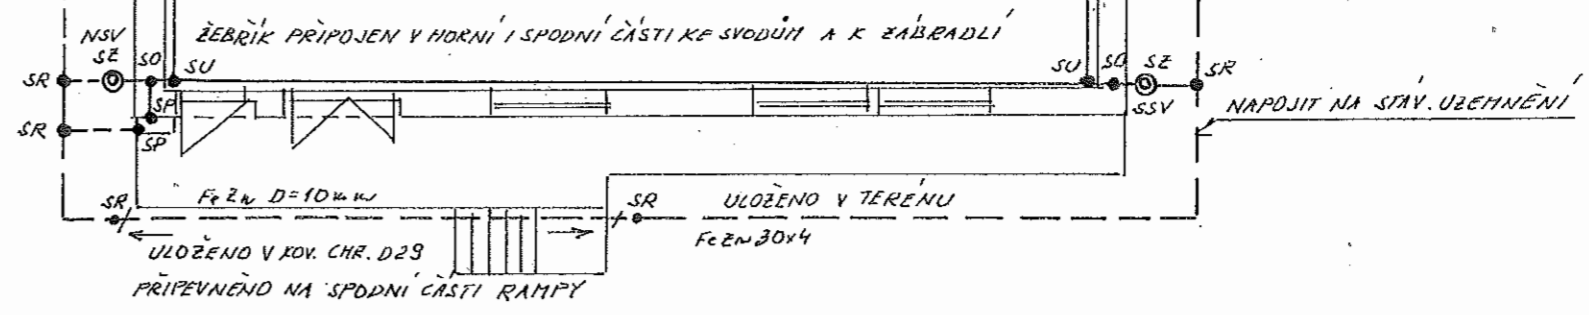 ŽEBŘÍK PŘIPOJEN V HORNÍ I SPODNÍ ČÁSTI KE SVODŮM A K ZÁBRADLÍ
NSV
SZ
SR
SO
SU
SP
SR
SP
SU
SO
SZ
SR
SSV
NAPOJIT NA STÁV. UZEMNĚNÍ
SR
FeZn D=10mm
SR
ULOŽENO V TERÉNU
FeZn 30x4
ULOŽENO V KOV. CHR. D29
PŘIPEVNĚNO NA SPODNÍ ČÁSTI RAMPY